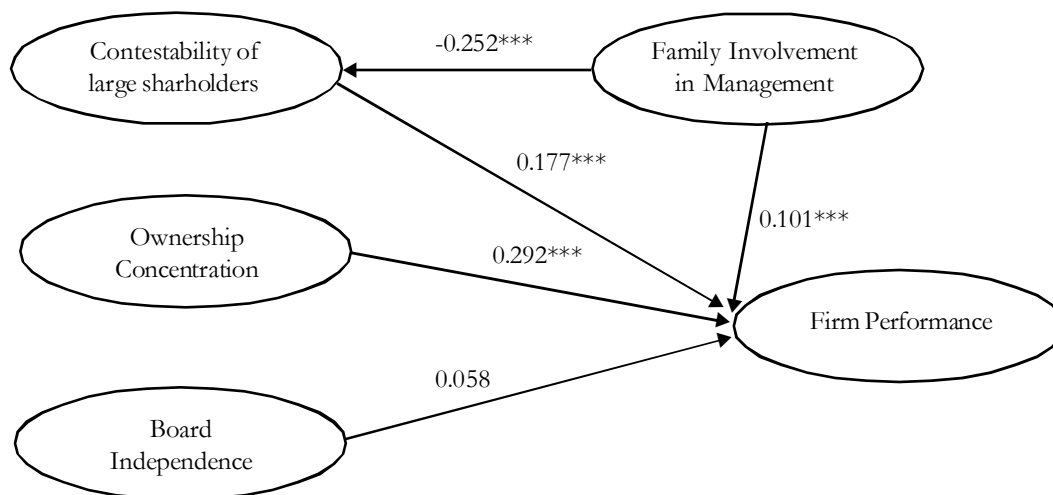 Contestability of
large sharholders
-0.252***
Family Involvement
in Management
0.177***
0.101***
Ownership
Concentration
0.292***
Firm Performance
0.058
Board
Independence